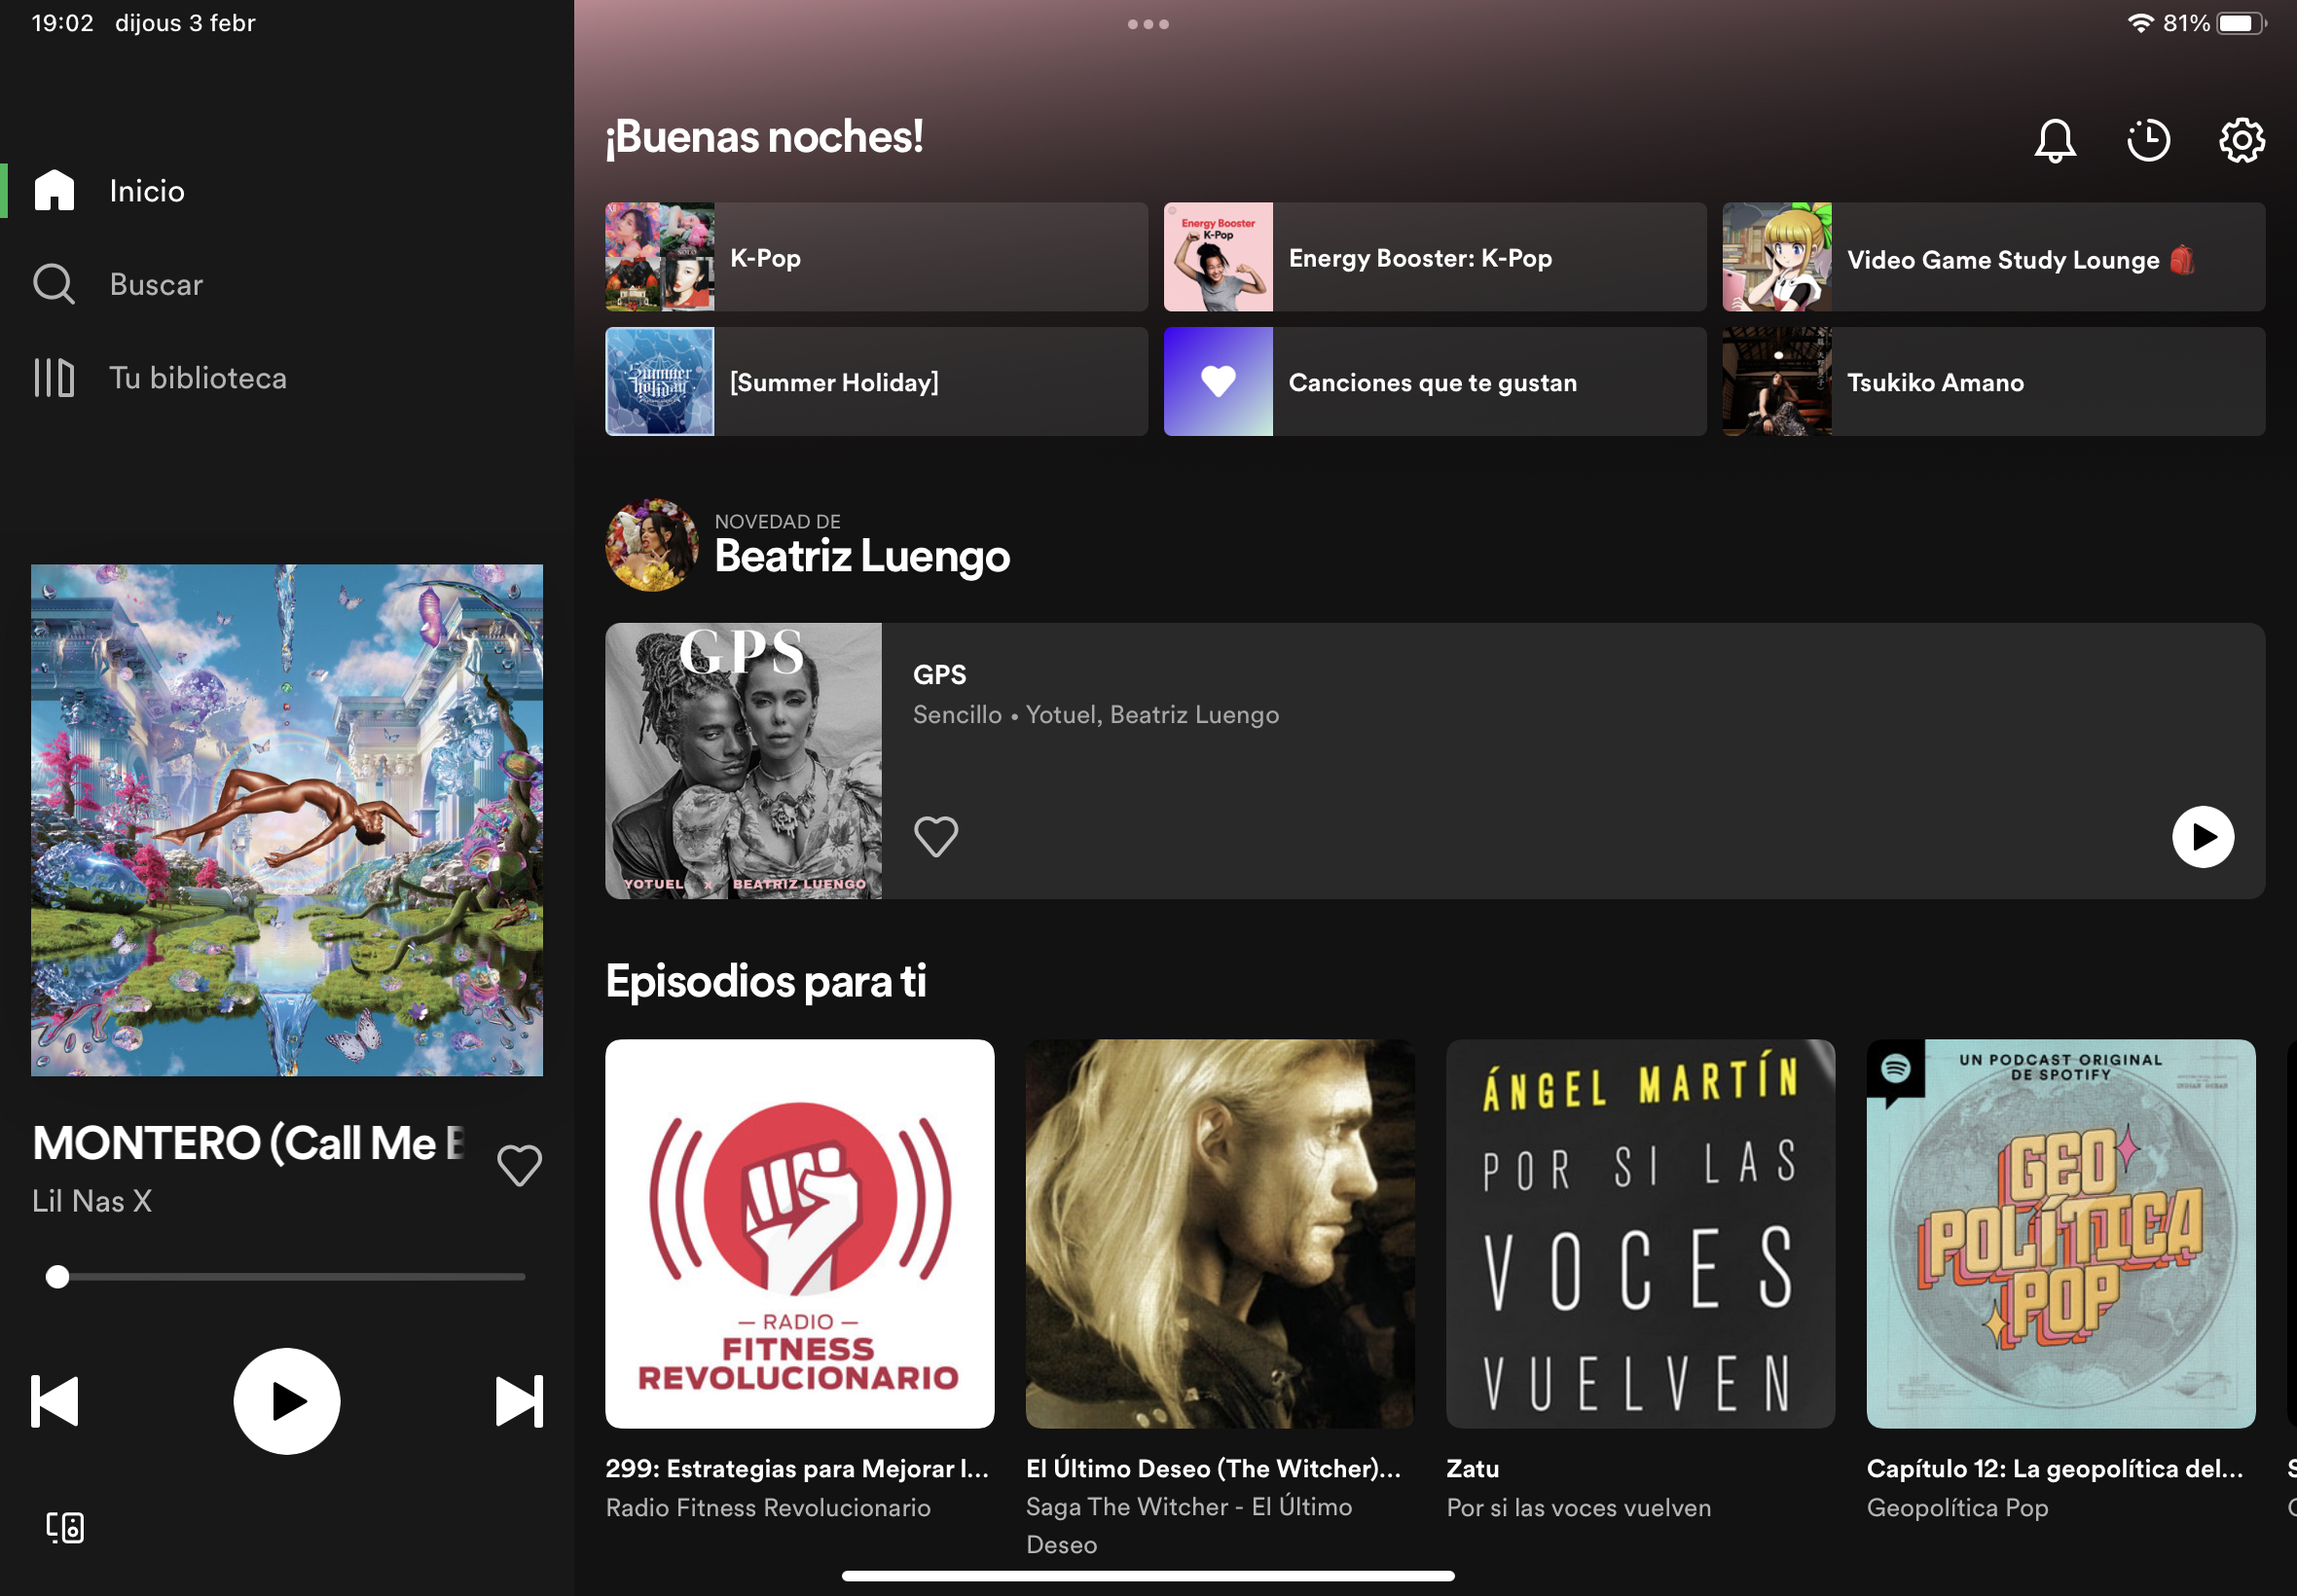 19:02 dijous 3 febr
81%
Inicio
Buscar
Tu biblioteca
MONTERO (Call Me
Lil Nas X
¡Buenas noches!
K-Pop
Energy Booster
K-Pop
Energy Booster: K-Pop
Video Game Study Lounge 🎒
Summer
holiday
[Summer Holiday]
Canciones que te gustan
Tsukiko Amano
NOVEDAD DE
Beatriz Luengo
GPS
YOTUEL x BEATRIZ LUENGO
GPS
Sencillo • Yotuel, Beatriz Luengo
Episodios para ti
— RADIO —
FITNESS
REVOLUCIONARIO
299: Estrategias para Mejorar l...
Radio Fitness Revolucionario
El Último Deseo (The Witcher)...
Saga The Witcher - El Último
Deseo
ÁNGEL MARTÍN
POR SI LAS
VOCES
VUELVEN
Zatu
Por si las voces vuelven
UN PODCAST ORIGINAL
DE SPOTIFY
GEO
POLÍTICA
POP
Capítulo 12: La geopolítica del...
Geopolítica Pop